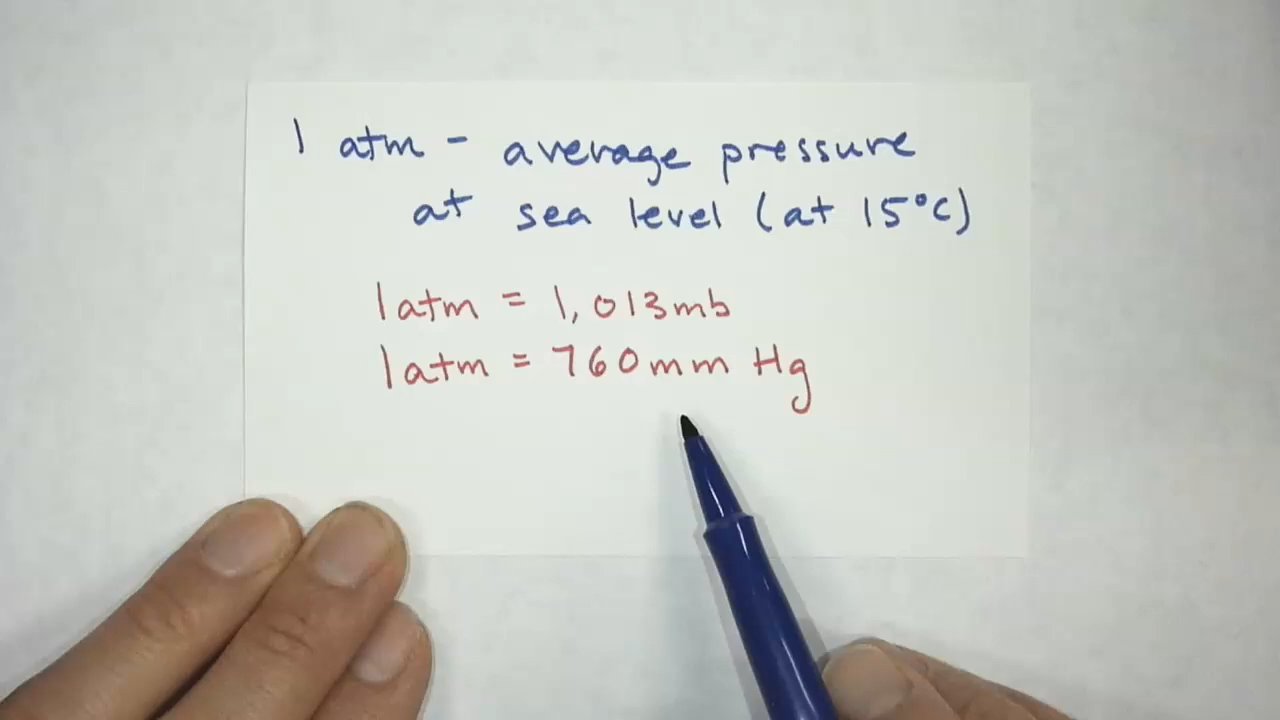 1 atm - average pressure
at sea level (at 15°C)
1atm = 1,013mb
1atm = 760mm Hg